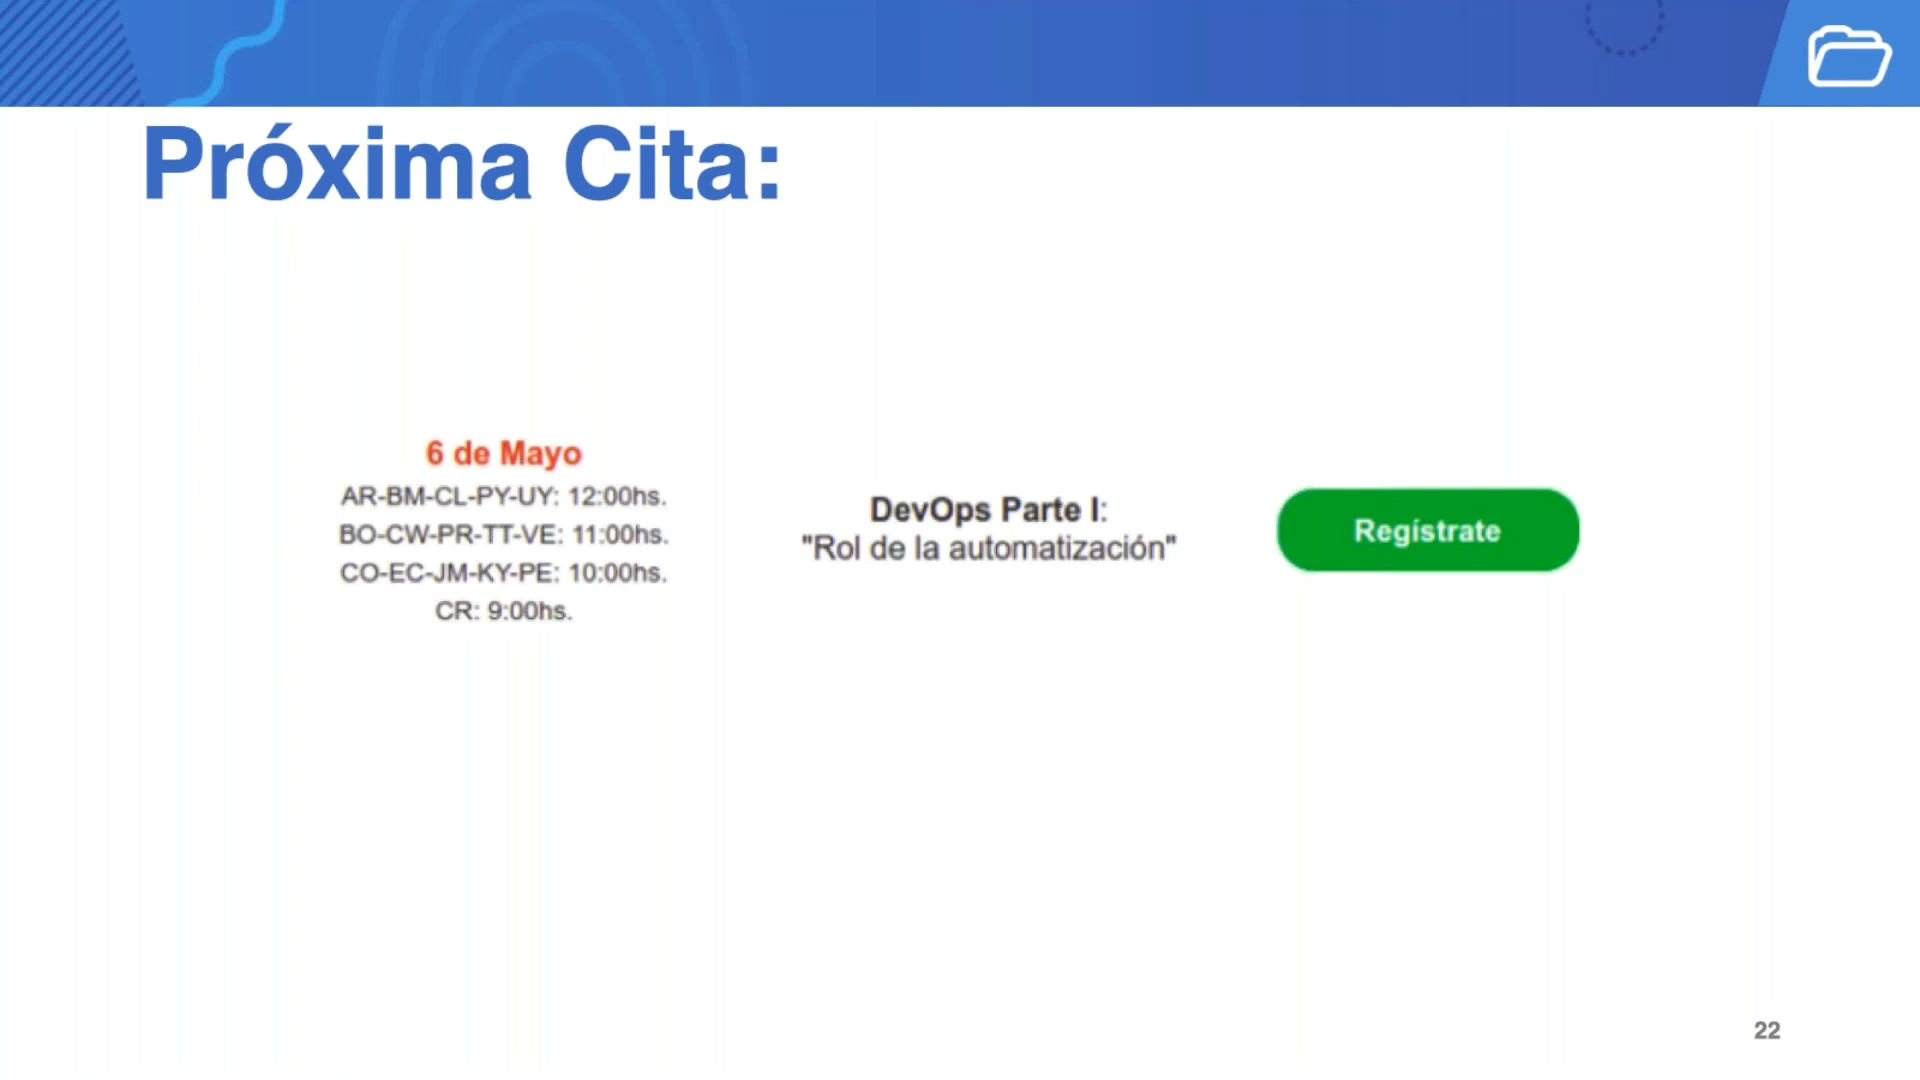 Próxima Cita:
6 de Mayo
AR-BM-CL-PY-UY: 12:00hs.
BO-CW-PR-TT-VE: 11:00hs.
CO-EC-JM-KY-PE: 10:00hs.
CR: 9:00hs.
DevOps Parte I:
"Rol de la automatización"
Regístrate
22